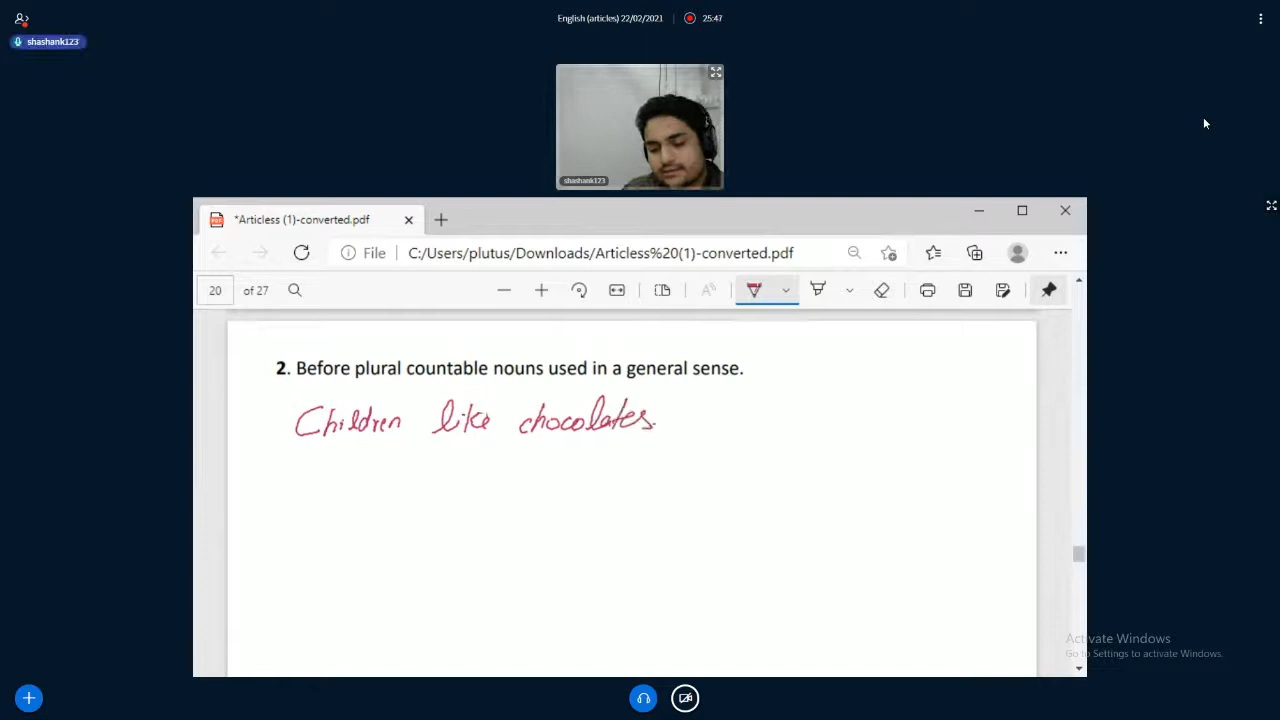 English (articles) 22/02/2021 25:47
shashank123
shashank123
*Articless (1)-converted.pdf
File C:/Users/plutus/Downloads/Articless%20(1)-converted.pdf
20 of 27
2. Before plural countable nouns used in a general sense.
Children like chocolates.
Activate Windows
Go to Settings to activate Windows.